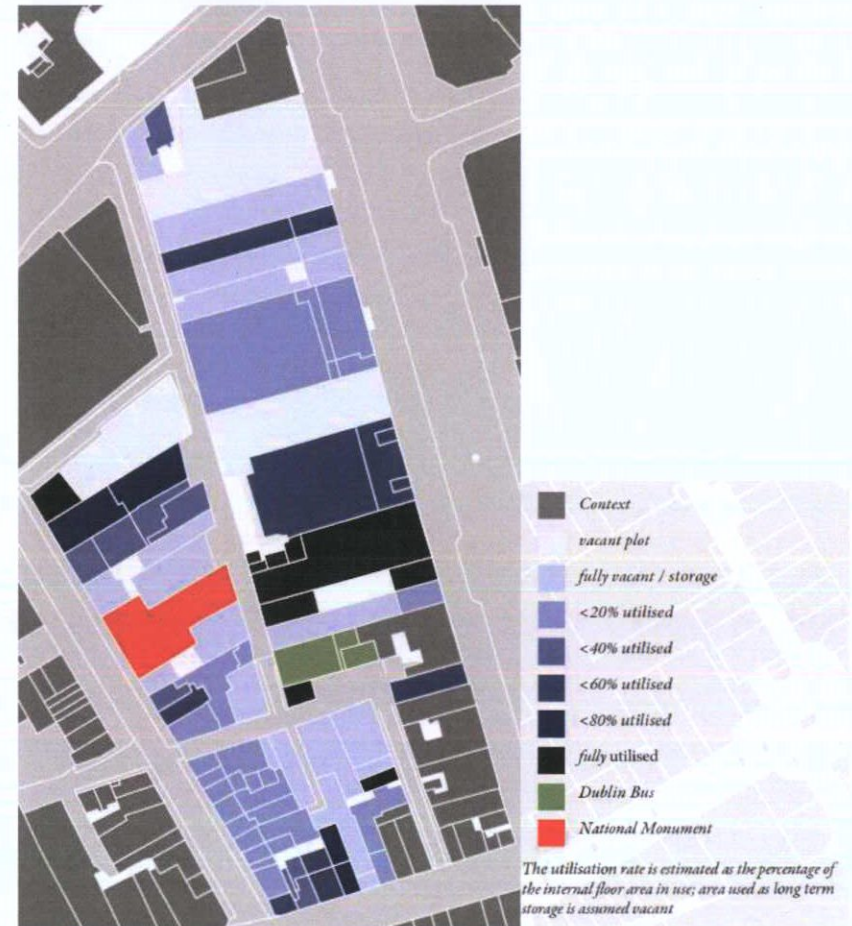 Context
vacant plot
fully vacant / storage
<20% utilised
<40% utilised
<60% utilised
<80% utilised
fully utilised
Dublin Bus
National Monument
The utilisation rate is estimated as the percentage of
the internal floor area in use; area used as long term
storage is assumed vacant